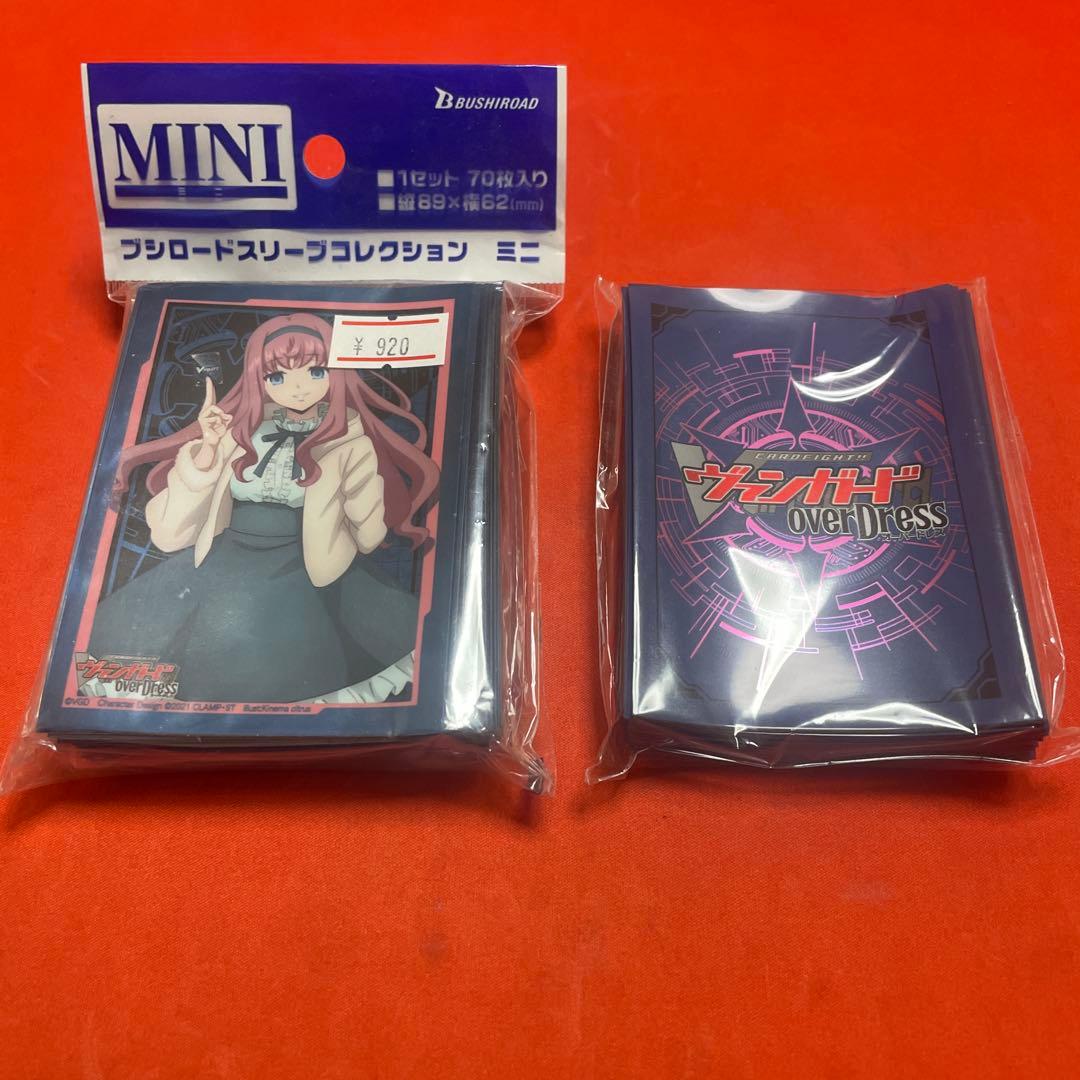 BUSHIROAD
MINI
ミニ
■1セット 70枚入り
■縦89×横62(mm)
ブシロードスリーブコレクション ミニ
¥ 920
ヴァンガード
overDress
©VGD Character Design ©2021 CLAMP・ST Illust:Kinema citrus
CARDFIGHT!!
ヴァンガード
overDress
オーバードレス